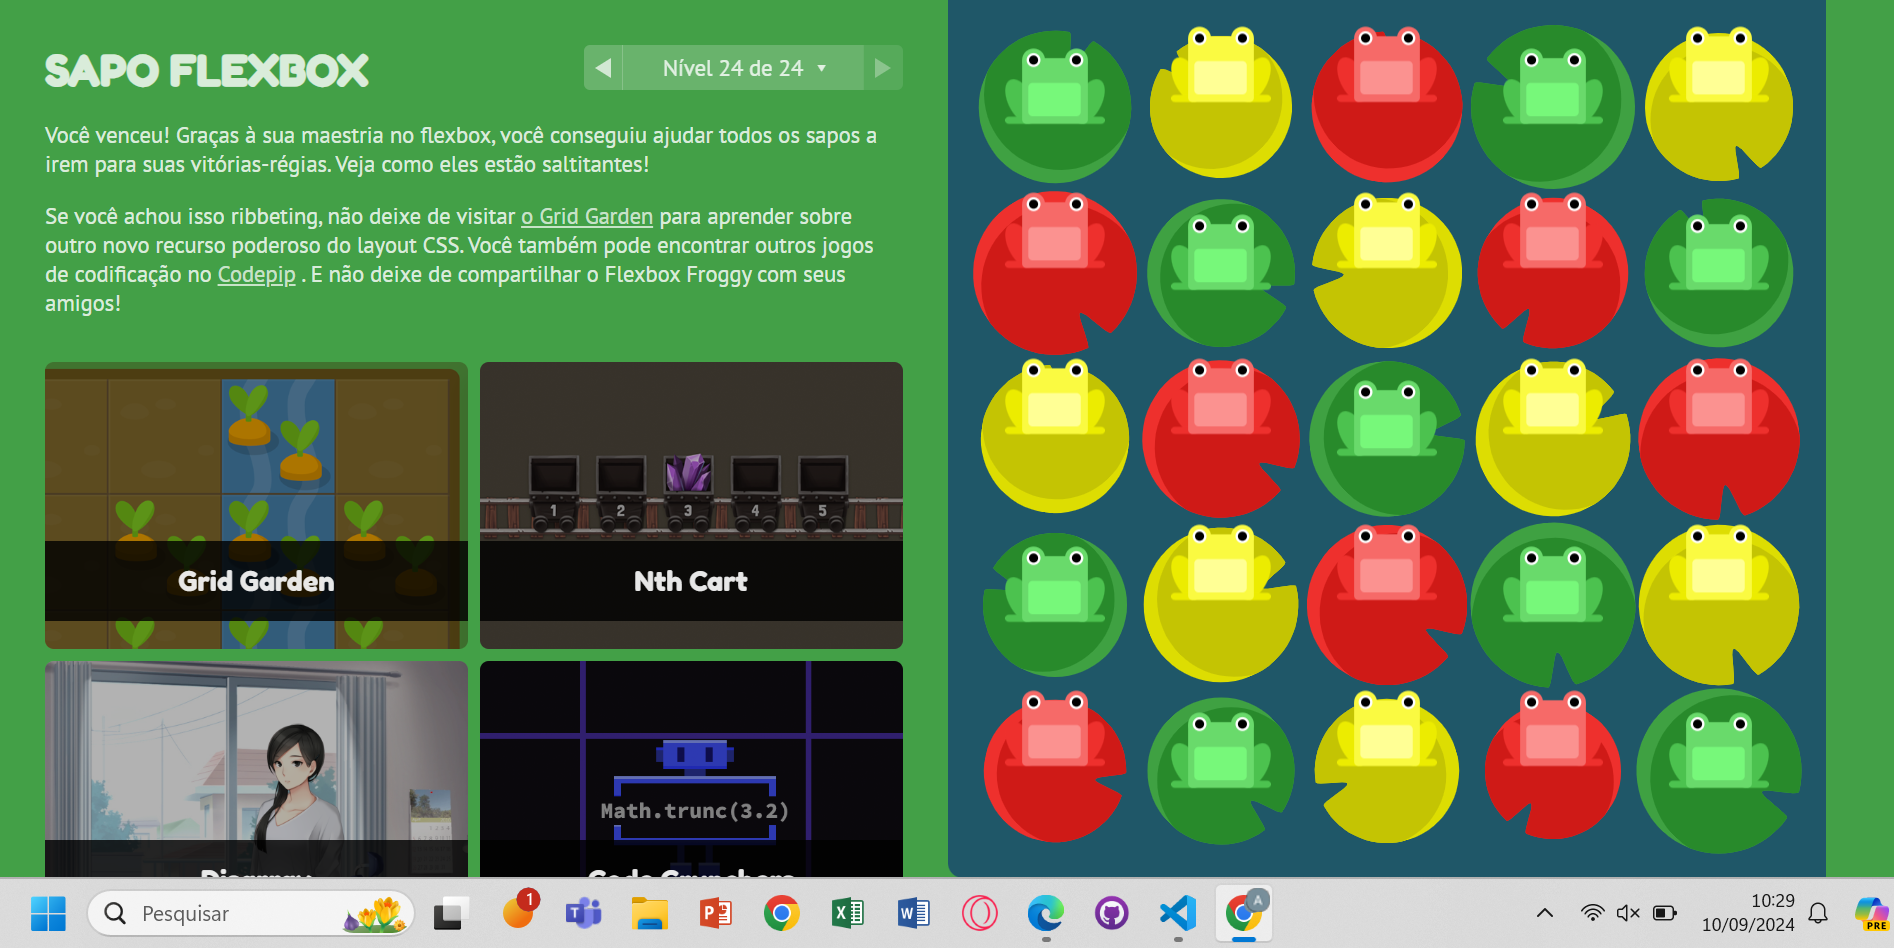 SAPO FLEXBOX
Nível 24 de 24
Você venceu! Graças à sua maestria no flexbox, você conseguiu ajudar todos os sapos a
irem para suas vitórias-régias. Veja como eles estão saltitantes!
Se você achou isso ribbeting, não deixe de visitar o Grid Garden para aprender sobre
outro novo recurso poderoso do layout CSS. Você também pode encontrar outros jogos
de codificação no Codepip . E não deixe de compartilhar o Flexbox Froggy com seus
amigos!
1 2 3 4 5
Grid Garden
Nth Cart
Math.trunc(3.2)
Disarray
Code Crunchers
Pesquisar
1
A
10:29
10/09/2024
PRE